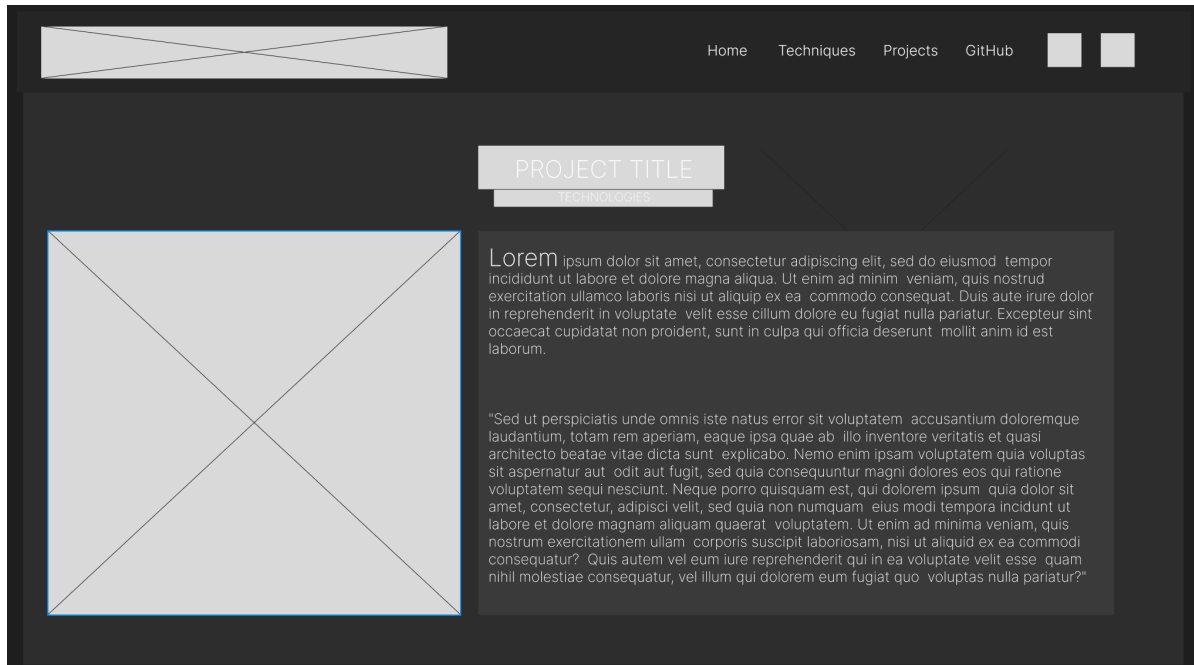 Home Techniques Projects GitHub
PROJECT TITLE
TECHNOLOGIES
Lorem ipsum dolor sit amet, consectetur adipiscing elit, sed do eiusmod  tempor
incididunt ut labore et dolore magna aliqua. Ut enim ad minim  veniam, quis nostrud
exercitation ullamco laboris nisi ut aliquip ex ea  commodo consequat. Duis aute irure dolor
in reprehenderit in voluptate  velit esse cillum dolore eu fugiat nulla pariatur. Excepteur sint
occaecat cupidatat non proident, sunt in culpa qui officia deserunt  mollit anim id est
laborum.
"Sed ut perspiciatis unde omnis iste natus error sit voluptatem  accusantium doloremque
laudantium, totam rem aperiam, eaque ipsa quae ab  illo inventore veritatis et quasi
architecto beatae vitae dicta sunt  explicabo. Nemo enim ipsam voluptatem quia voluptas
sit aspernatur aut  odit aut fugit, sed quia consequuntur magni dolores eos qui ratione
voluptatem sequi nesciunt. Neque porro quisquam est, qui dolorem ipsum  quia dolor sit
amet, consectetur, adipisci velit, sed quia non numquam  eius modi tempora incidunt ut
labore et dolore magnam aliquam quaerat  voluptatem. Ut enim ad minima veniam, quis
nostrum exercitationem ullam  corporis suscipit laboriosam, nisi ut aliquid ex ea commodi
consequatur?  Quis autem vel eum iure reprehenderit qui in ea voluptate velit esse  quam
nihil molestiae consequatur, vel illum qui dolorem eum fugiat quo  voluptas nulla pariatur?"